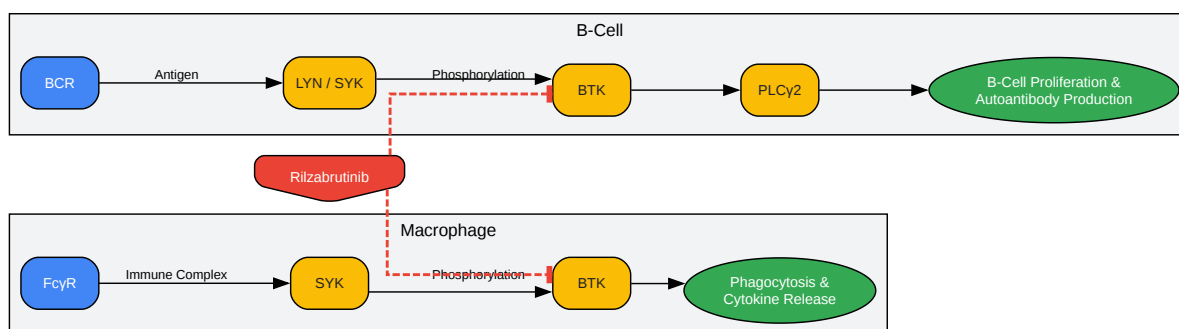 B-Cell
BCR
Antigen
LYN / SYK
Phosphorylation
BTK
PLCγ2
B-Cell Proliferation &
Autoantibody Production
Rilzabrutinib
Macrophage
FcγR
Immune Complex
SYK
Phosphorylation
BTK
Phagocytosis &
Cytokine Release